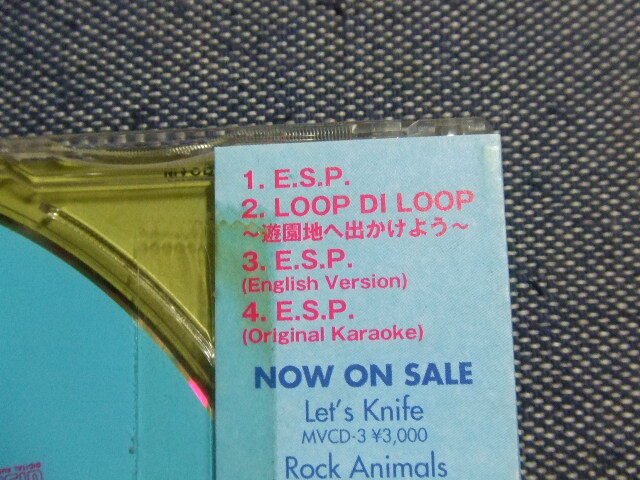 1. E.S.P.
2. LOOP DI LOOP
〜遊園地へ出かけよう〜
3. E.S.P.
(English Version)
4. E.S.P.
(Original Karaoke)
NOW ON SALE
Let's Knife
MVCD-3 ¥3,000
Rock Animals